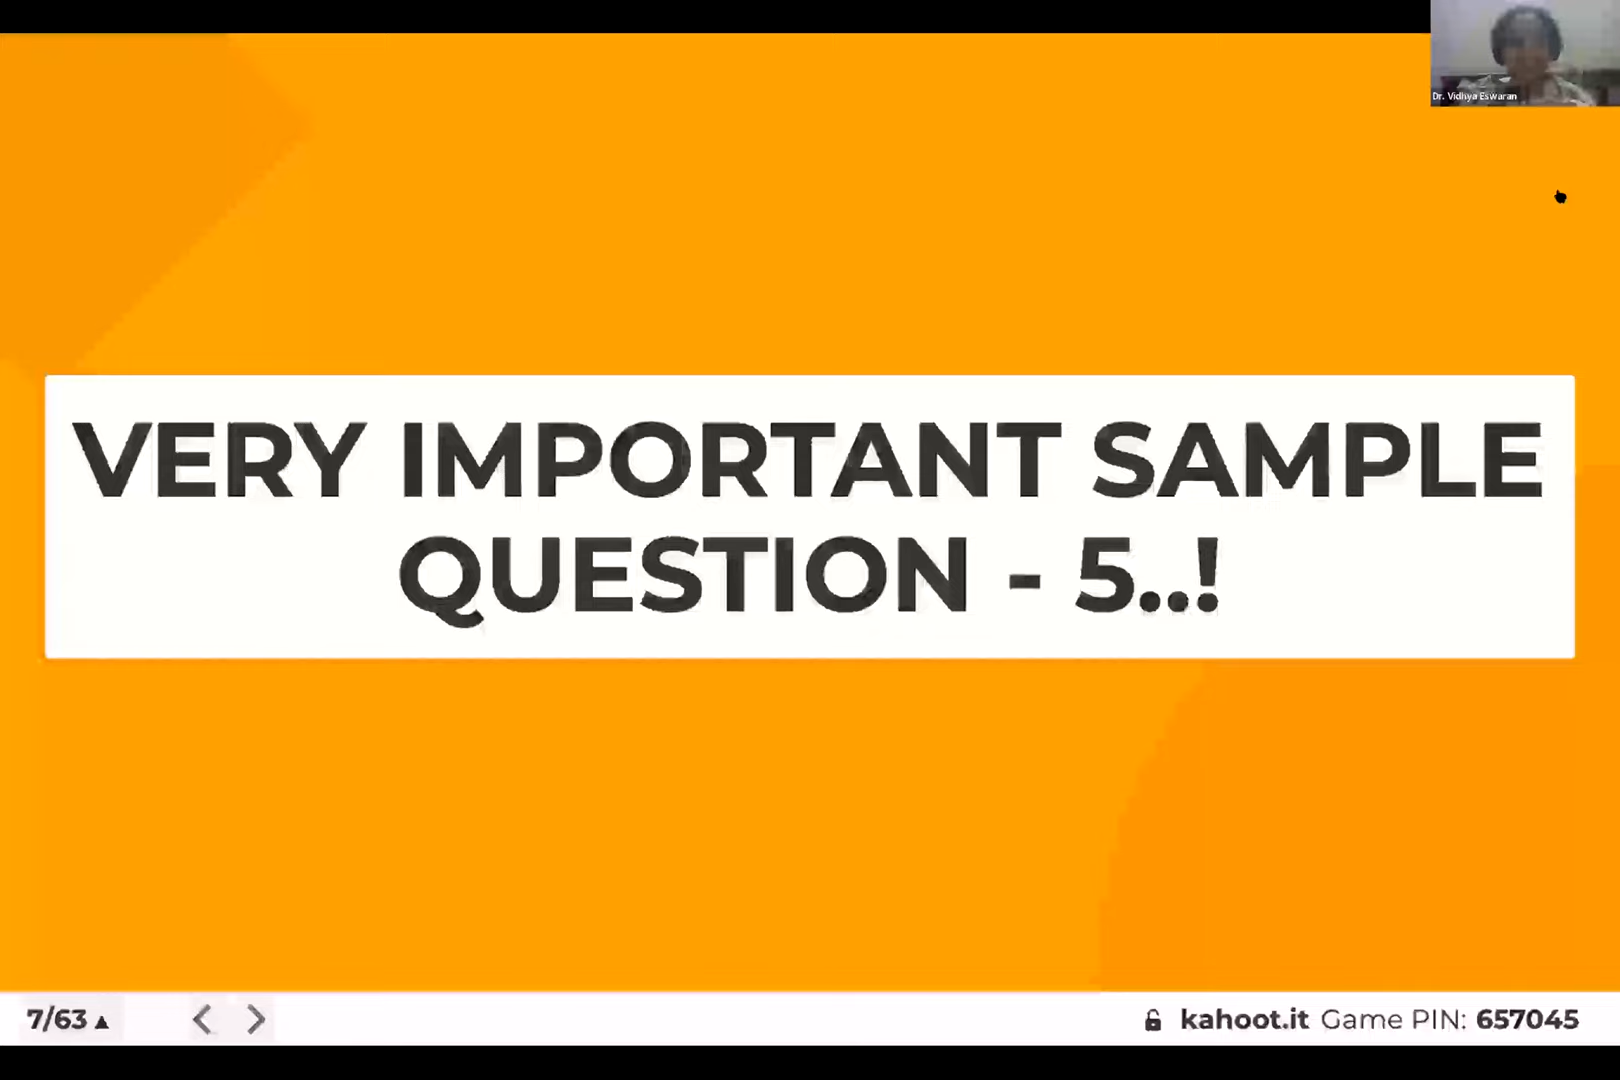 Dr. Vidhya Eswaran
VERY IMPORTANT SAMPLE
QUESTION - 5..!
7/63▲
kahoot.it Game PIN: 657045